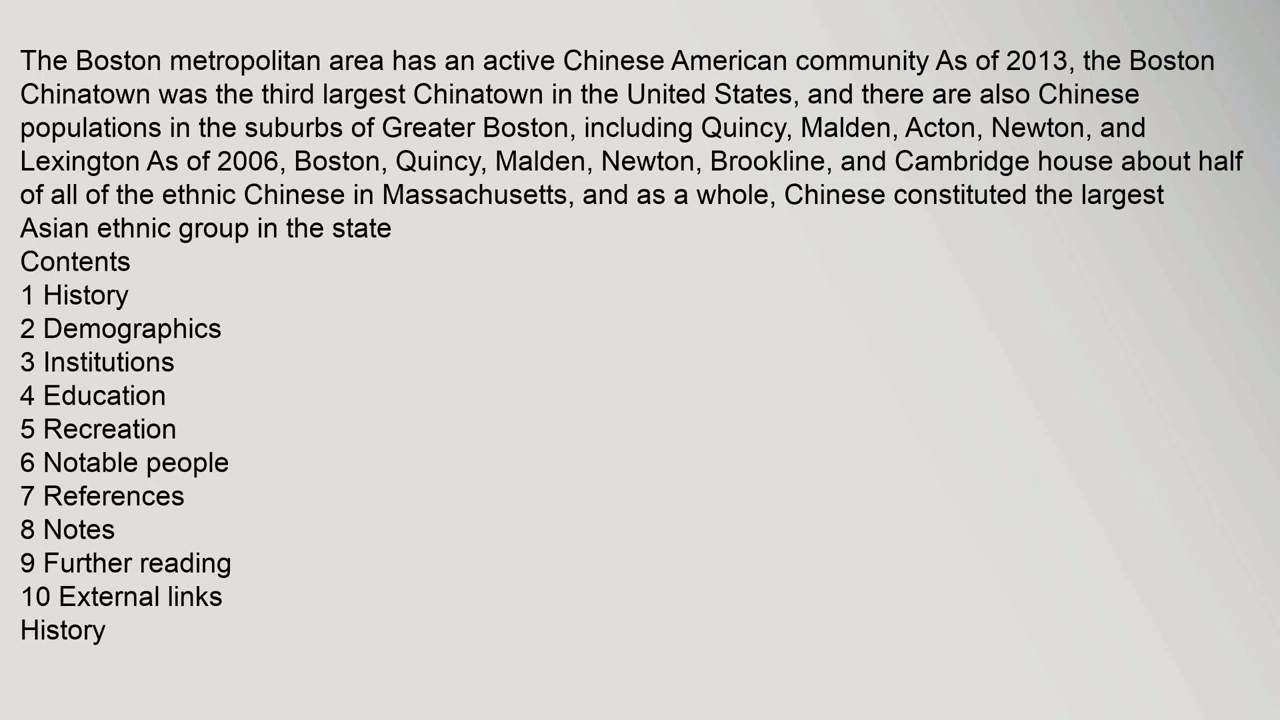 The Boston metropolitan area has an active Chinese American community As of 2013, the Boston
Chinatown was the third largest Chinatown in the United States, and there are also Chinese
populations in the suburbs of Greater Boston, including Quincy, Malden, Acton, Newton, and
Lexington As of 2006, Boston, Quincy, Malden, Newton, Brookline, and Cambridge house about half
of all of the ethnic Chinese in Massachusetts, and as a whole, Chinese constituted the largest
Asian ethnic group in the state
Contents
1 History
2 Demographics
3 Institutions
4 Education
5 Recreation
6 Notable people
7 References
8 Notes
9 Further reading
10 External links
History